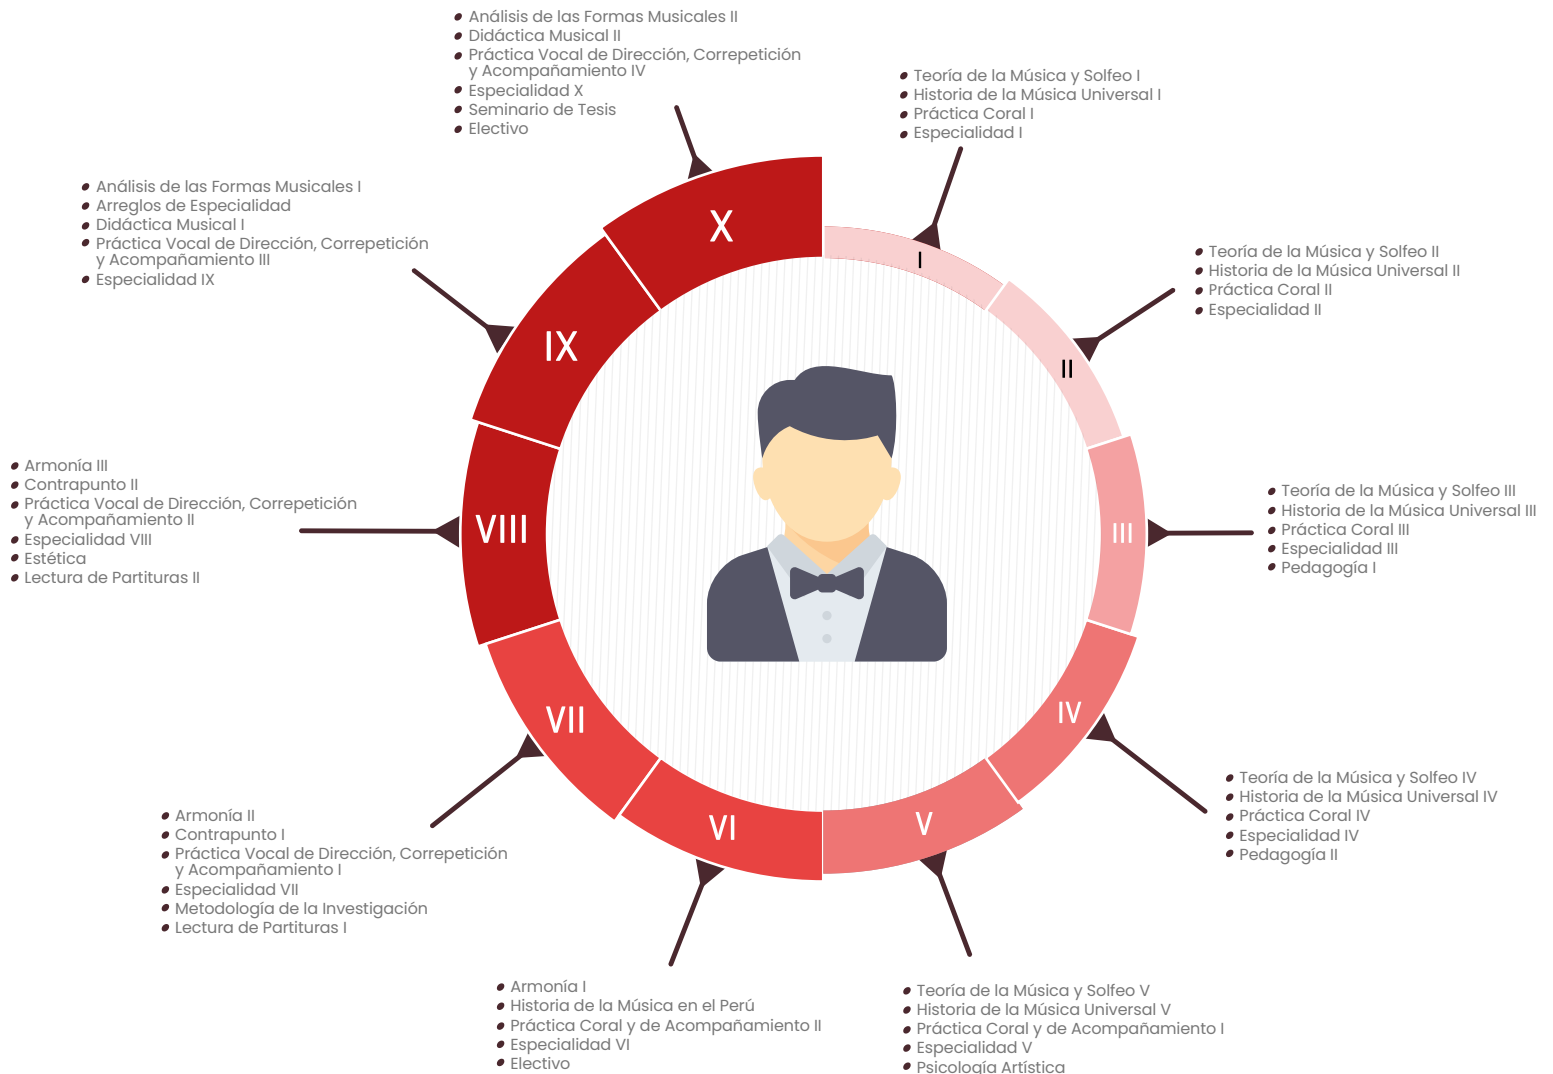 Análisis de las Formas Musicales II
Didáctica Musical II
Práctica Vocal de Dirección, Correpetición
y Acompañamiento IV
Especialidad X
Seminario de Tesis
Electivo
Teoría de la Música y Solfeo I
Historia de la Música Universal I
Práctica Coral I
Especialidad I
Análisis de las Formas Musicales I
Arreglos de Especialidad
Didáctica Musical I
Práctica Vocal de Dirección, Correpetición
y Acompañamiento III
Especialidad IX
Teoría de la Música y Solfeo II
Historia de la Música Universal II
Práctica Coral II
Especialidad II
X
I
IX
II
Armonía III
Contrapunto II
Práctica Vocal de Dirección, Correpetición
y Acompañamiento II
Especialidad VIII
Estética
Lectura de Partituras II
VIII
III
Teoría de la Música y Solfeo III
Historia de la Música Universal III
Práctica Coral III
Especialidad III
Pedagogía I
VII
IV
VI
V
Armonía II
Contrapunto I
Práctica Vocal de Dirección, Correpetición
y Acompañamiento I
Especialidad VII
Metodología de la Investigación
Lectura de Partituras I
Teoría de la Música y Solfeo IV
Historia de la Música Universal IV
Práctica Coral IV
Especialidad IV
Pedagogía II
Armonía I
Historia de la Música en el Perú
Práctica Coral y de Acompañamiento II
Especialidad VI
Electivo
Teoría de la Música y Solfeo V
Historia de la Música Universal V
Práctica Coral y de Acompañamiento I
Especialidad V
Psicología Artística